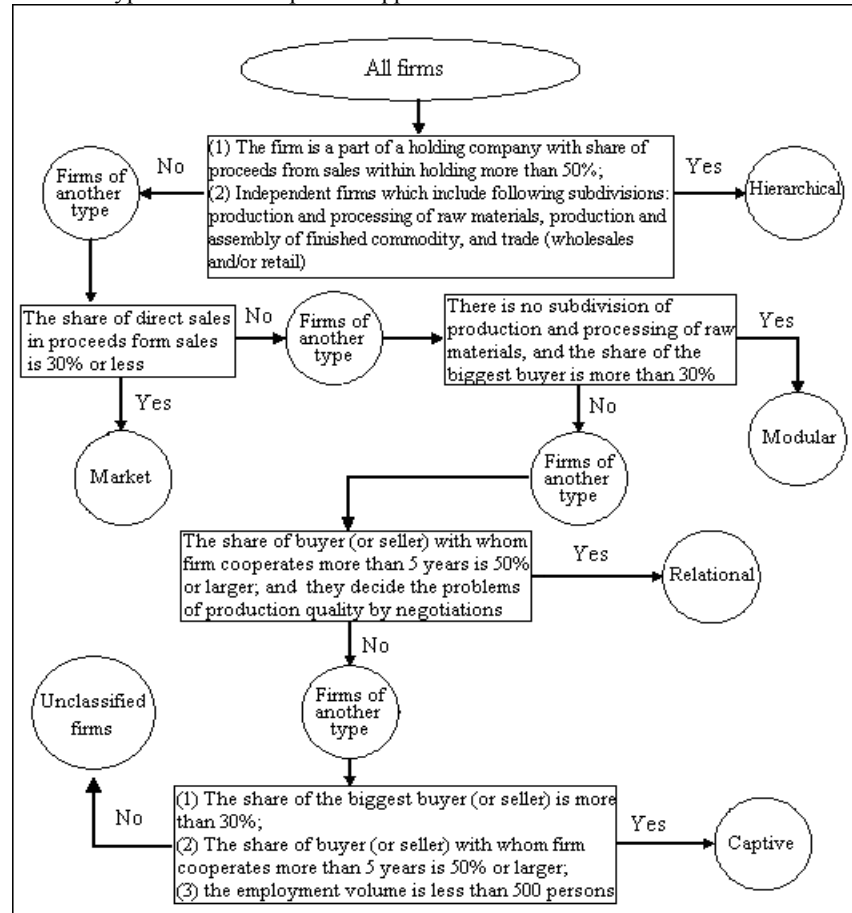 All firms
(1) The firm is a part of a holding company with share of
proceeds from sales within holding more than 50%;
(2) Independent firms which include following subdivisions:
production and processing of raw materials, production and
assembly of finished commodity, and trade (wholesales
and/or retail)
No
Yes
Firms of
another
type
Hierarchical
The share of direct sales
in proceeds form sales
is 30% or less
No
Firms of
another
type
There is no subdivision of
production and processing of raw
materials, and the share of the
biggest buyer is more than 30%
Yes
Yes
No
Market
Firms of
another
type
Modular
The share of buyer (or seller) with whom
firm cooperates more than 5 years is 50%
or larger; and they decide the problems
of production quality by negotiations
Yes
Relational
No
Unclassified
firms
Firms of
another
type
(1) The share of the biggest buyer (or seller) is more
than 30%;
(2) The share of buyer (or seller) with whom firm
cooperates more than 5 years is 50% or larger;
(3) the employment volume is less than 500 persons
No
Yes
Captive